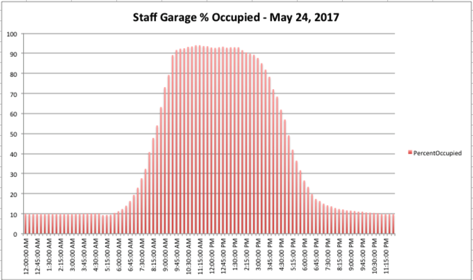 Staff Garage % Occupied - May 24, 2017
100
90
80
70
60
50
40
30
20
10
0
PercentOccupied
12:00:00 AM
12:45:00 AM
1:30:00 AM
2:15:00 AM
3:00:00 AM
3:45:00 AM
4:30:00 AM
5:15:00 AM
6:00:00 AM
6:45:00 AM
7:30:00 AM
8:15:00 AM
9:00:00 AM
9:45:00 AM
10:30:00 AM
11:15:00 AM
12:00:00 PM
12:45:00 PM
1:30:00 PM
2:15:00 PM
3:00:00 PM
3:45:00 PM
4:30:00 PM
5:15:00 PM
6:00:00 PM
6:45:00 PM
7:30:00 PM
8:15:00 PM
9:00:00 PM
9:45:00 PM
10:30:00 PM
11:15:00 PM